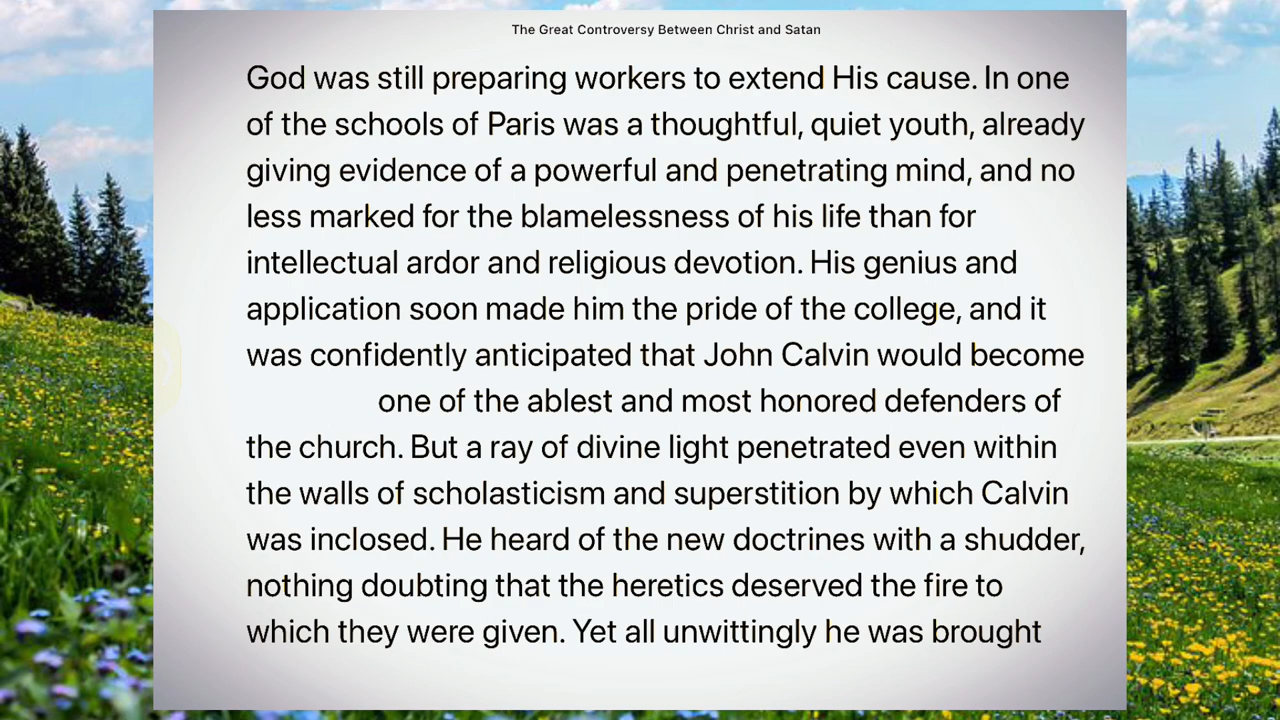 The Great Controversy Between Christ and Satan
God was still preparing workers to extend His cause. In one
of the schools of Paris was a thoughtful, quiet youth, already
giving evidence of a powerful and penetrating mind, and no
less marked for the blamelessness of his life than for
intellectual ardor and religious devotion. His genius and
application soon made him the pride of the college, and it
was confidently anticipated that John Calvin would become
one of the ablest and most honored defenders of
the church. But a ray of divine light penetrated even within
the walls of scholasticism and superstition by which Calvin
was inclosed. He heard of the new doctrines with a shudder,
nothing doubting that the heretics deserved the fire to
which they were given. Yet all unwittingly he was brought